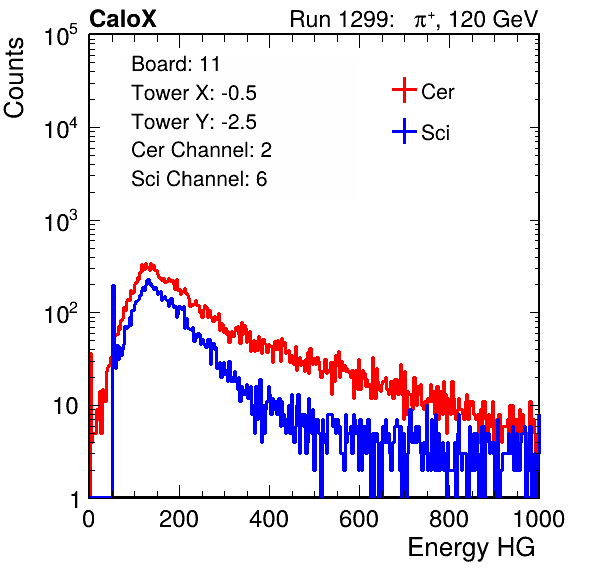 CaloX Run 1299: π⁺, 120 GeV
Counts
10⁵
10⁴
10³
10²
10
1
Board: 11
Tower X: -0.5
Tower Y: -2.5
Cer Channel: 2
Sci Channel: 6
Cer
Sci
0 200 400 600 800 1000
Energy HG